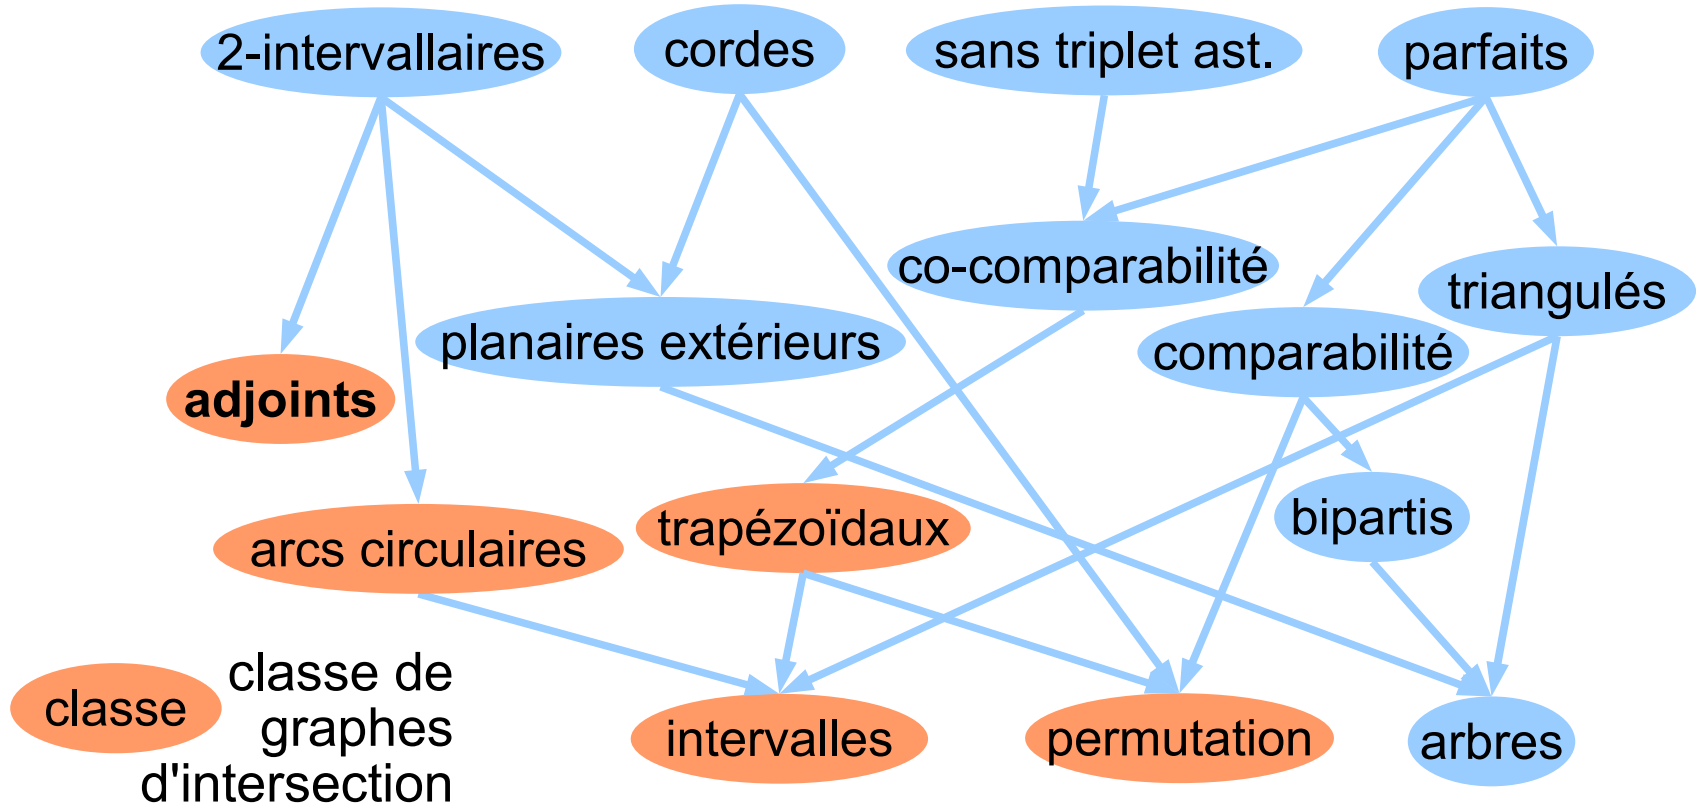 2-intervallaires
cordes
sans triplet ast.
parfaits
co-comparabilité
triangulés
planaires extérieurs
comparabilité
adjoints
bipartis
trapézoïdaux
arcs circulaires
classe
classe de
graphes
d'intersection
intervalles
permutation
arbres